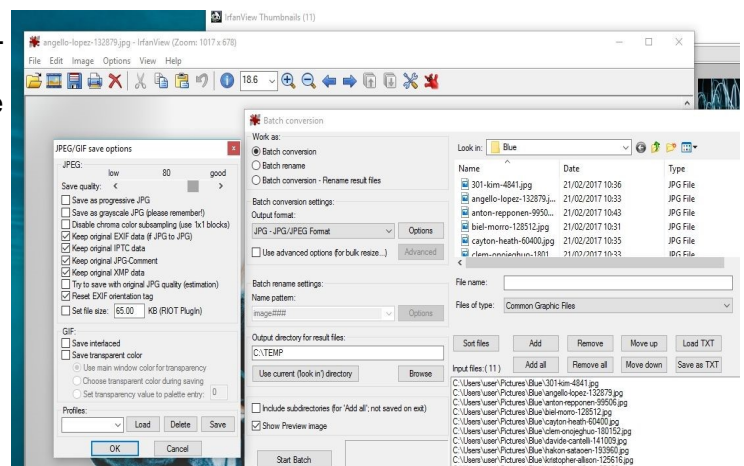 IrfanView Thumbnails (11)
angello-lopez-132879.jpg - IrfanView (Zoom: 1017 x 678)
File Edit Image Options View Help
18.6
JPEG/GIF save options
JPEG:
low 80 good
Save quality:
Save as progressive JPG
Save as grayscale JPG (please remember!)
Disable chroma color subsampling (use 1x1 blocks)
Keep original EXIF data (if JPG to JPG)
Keep original IPTC data
Keep original JPG-Comment
Keep original XMP data
Try to save with original JPG quality (estimation)
Reset EXIF orientation tag
Set file size: 65.00 KB (RIOT PlugIn)
GIF:
Save interlaced
Save transparent color
Use main window color for transparency
Choose transparent color during saving
Set transparency value to palette entry: 0
Profiles:
Load Delete Save
OK Cancel
Batch conversion
Work as:
Batch conversion
Batch rename
Batch conversion - Rename result files
Batch conversion settings:
Output format:
JPG - JPG/JPEG Format Options
Use advanced options (for bulk resize...) Advanced
Batch rename settings:
Name pattern:
image### Options
Output directory for result files:
C:\TEMP
Use current ('look in') directory Browse
Include subdirectories (for 'Add all'; not saved on exit)
Show Preview image
Start Batch
Look in: Blue
Name Date Type
301-kim-4841.jpg 21/02/2017 10:36 JPG File
angello-lopez-132879.j... 21/02/2017 10:33 JPG File
anton-repponen-9950... 21/02/2017 10:43 JPG File
biel-morro-128512.jpg 21/02/2017 10:31 JPG File
cayton-heath-60400.jpg 21/02/2017 10:35 JPG File
clem-onojeghuo-1801... 21/02/2017 10:33 JPG File
File name:
Files of type: Common Graphic Files
Sort files Add Remove Move up Load TXT
Input files:( 11 ) Add all Remove all Move down Save as TXT
C:\Users\user\Pictures\Blue\301-kim-4841.jpg
C:\Users\user\Pictures\Blue\angello-lopez-132879.jpg
C:\Users\user\Pictures\Blue\anton-repponen-99506.jpg
C:\Users\user\Pictures\Blue\biel-morro-128512.jpg
C:\Users\user\Pictures\Blue\cayton-heath-60400.jpg
C:\Users\user\Pictures\Blue\clem-onojeghuo-180152.jpg
C:\Users\user\Pictures\Blue\davide-cantelli-141009.jpg
C:\Users\user\Pictures\Blue\hakon-sataoen-193960.jpg
C:\Users\user\Pictures\Blue\kristopher-allison-125616.jpg